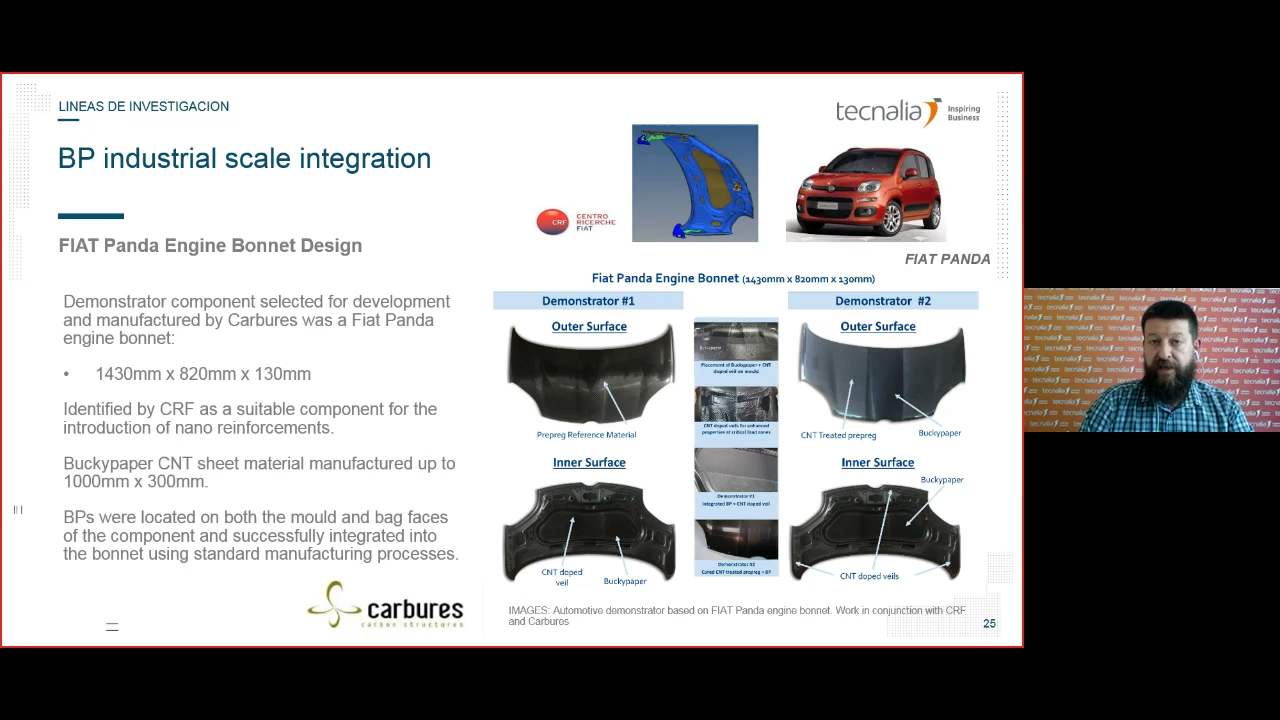 LINEAS DE INVESTIGACION
tecnalia
Inspiring
Business
BP industrial scale integration
CRF
CENTRO
RICERCHE
FIAT
FIAT Panda Engine Bonnet Design
FIAT PANDA
Fiat Panda Engine Bonnet (1430mm x 820mm x 130mm)
Demonstrator component selected for development
and manufactured by Carbures was a Fiat Panda
engine bonnet:
• 1430mm x 820mm x 130mm
Identified by CRF as a suitable component for the
introduction of nano reinforcements.
Buckypaper CNT sheet material manufactured up to
1000mm x 300mm.
BPs were located on both the mould and bag faces
of the component and successfully integrated into
the bonnet using standard manufacturing processes.
carbures
carbon structures
Demonstrator #1
Outer Surface
Prepreg Reference Material
Inner Surface
CNT doped
veil
Buckypaper
Buckypaper
Placement of Buckypaper + CNT
doped veil on mould
CNT doped veils for enhanced
properties at critical load zones
Demonstrator #1
Integrated BP + CNT doped veil
Demonstrator #2
Cured CNT treated prepreg + BP
Demonstrator #2
Outer Surface
CNT Treated prepreg
Buckypaper
Inner Surface
Buckypaper
CNT doped veils
IMAGES: Automotive demonstrator based on FIAT Panda engine bonnet. Work in conjunction with CRF
and Carbures
25
tecnalia